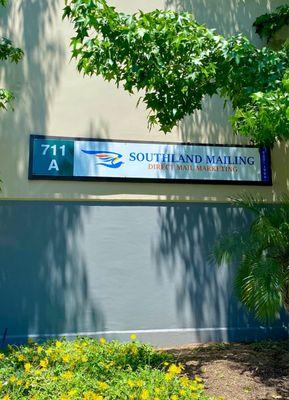 711
A
SOUTHLAND MAILING
DIRECT MAIL MARKETING